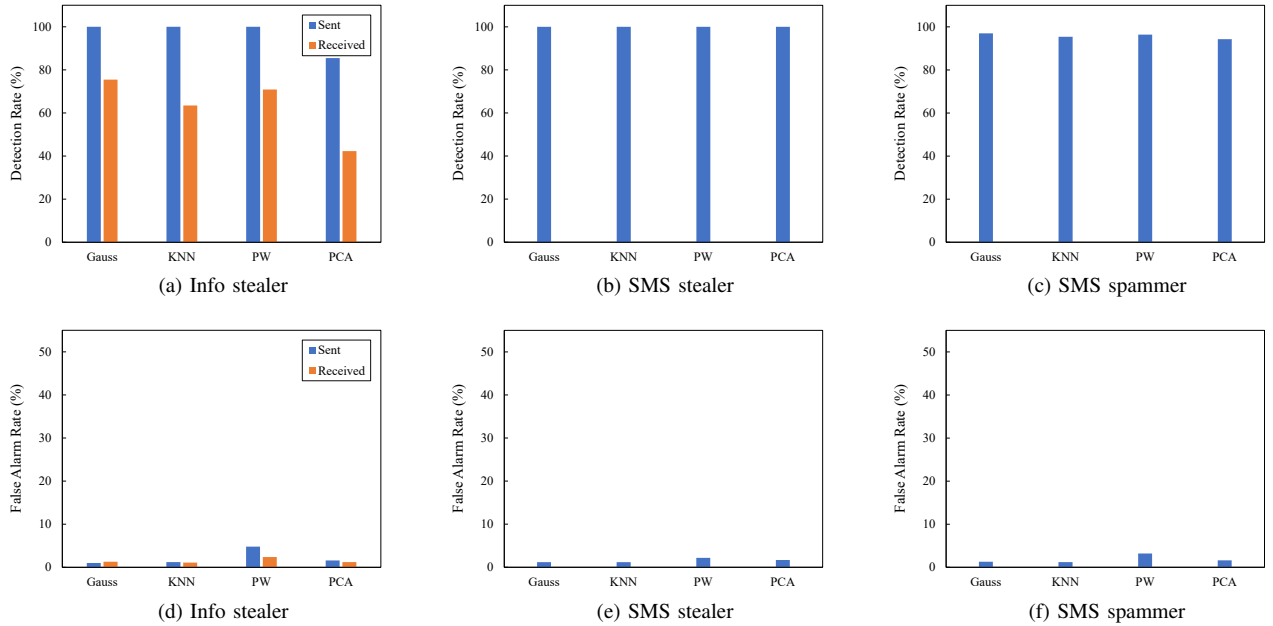 Detection Rate (%)
100
80
60
40
20
0
Sent
Received
Gauss
KNN
PW
PCA
(a) Info stealer
Detection Rate (%)
100
80
60
40
20
0
Gauss
KNN
PW
PCA
(b) SMS stealer
Detection Rate (%)
100
80
60
40
20
0
Gauss
KNN
PW
PCA
(c) SMS spammer
False Alarm Rate (%)
50
40
30
20
10
0
Sent
Received
Gauss
KNN
PW
PCA
(d) Info stealer
False Alarm Rate (%)
50
40
30
20
10
0
Gauss
KNN
PW
PCA
(e) SMS stealer
False Alarm Rate (%)
50
40
30
20
10
0
Gauss
KNN
PW
PCA
(f) SMS spammer